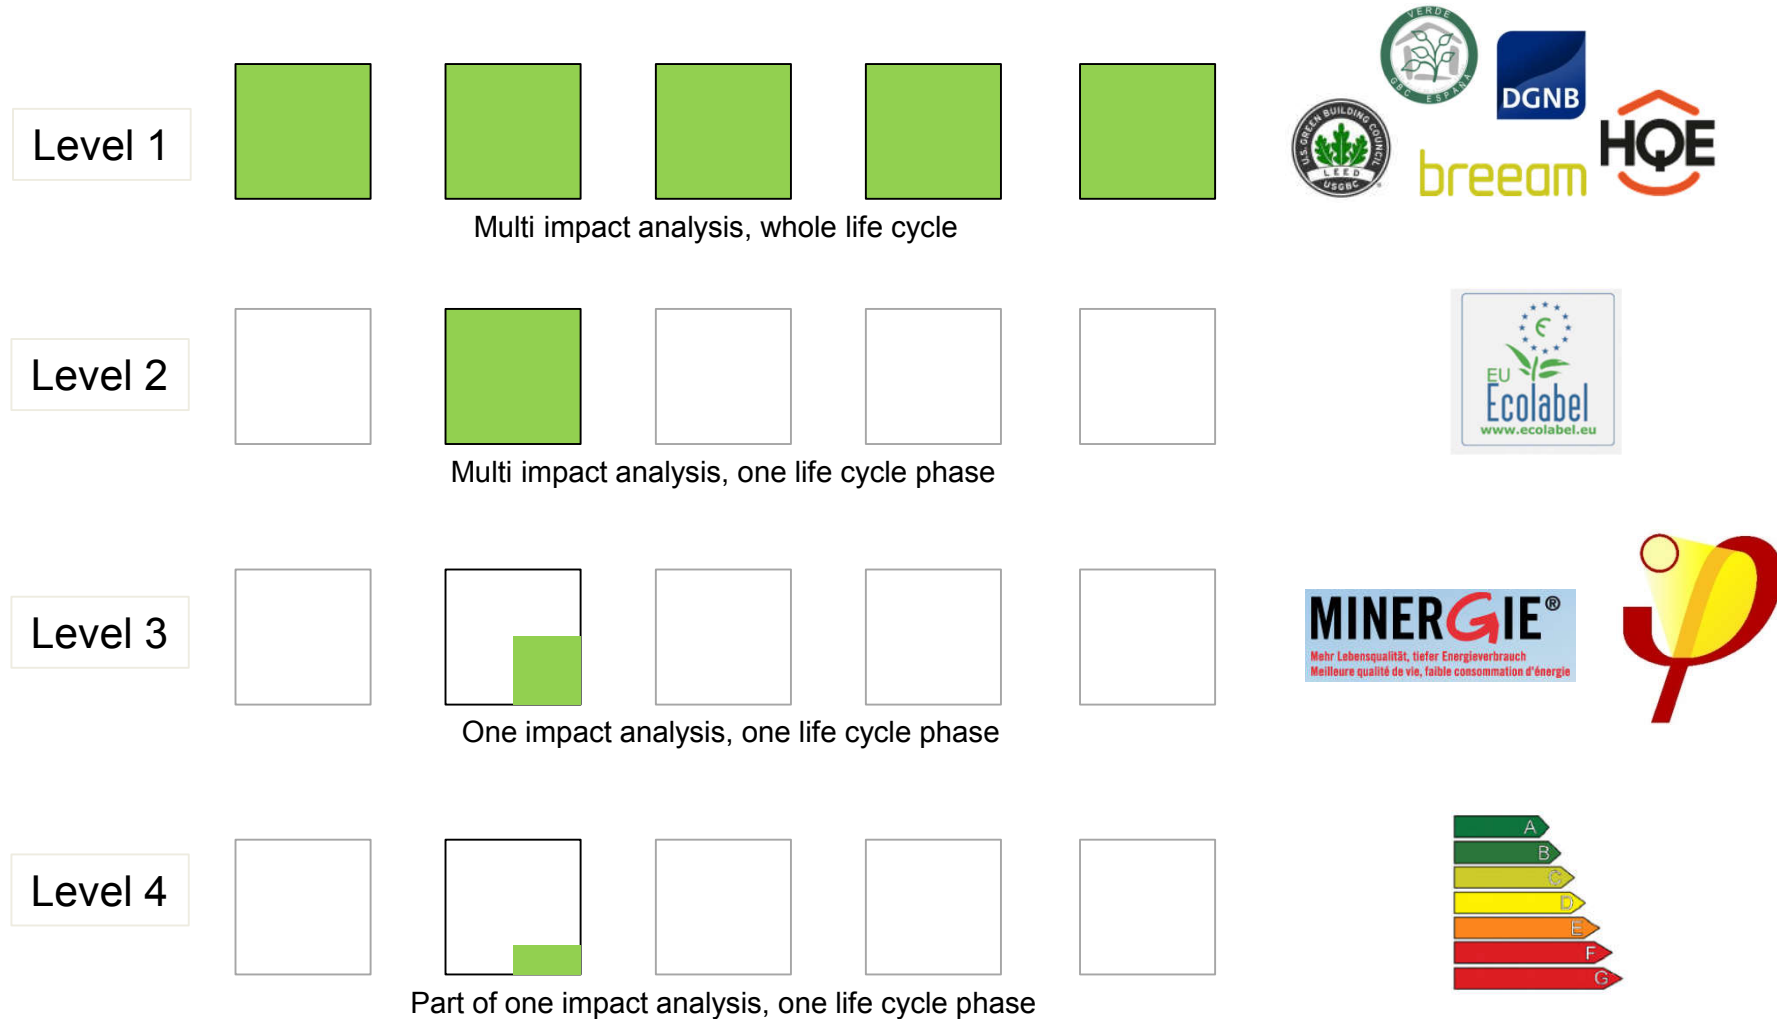 Level 1
Multi impact analysis, whole life cycle
VERDE
GBC ESPAÑA
DGNB
U.S. GREEN BUILDING COUNCIL
LEED
USGBC
®
breeam
HQE
Level 2
Multi impact analysis, one life cycle phase
EU
Ecolabel
www.ecolabel.eu
Level 3
One impact analysis, one life cycle phase
MINERGIE®
Mehr Lebensqualität, tiefer Energieverbrauch
Meilleure qualité de vie, faible consommation d'énergie
Level 4
Part of one impact analysis, one life cycle phase
A
B
C
D
E
F
G